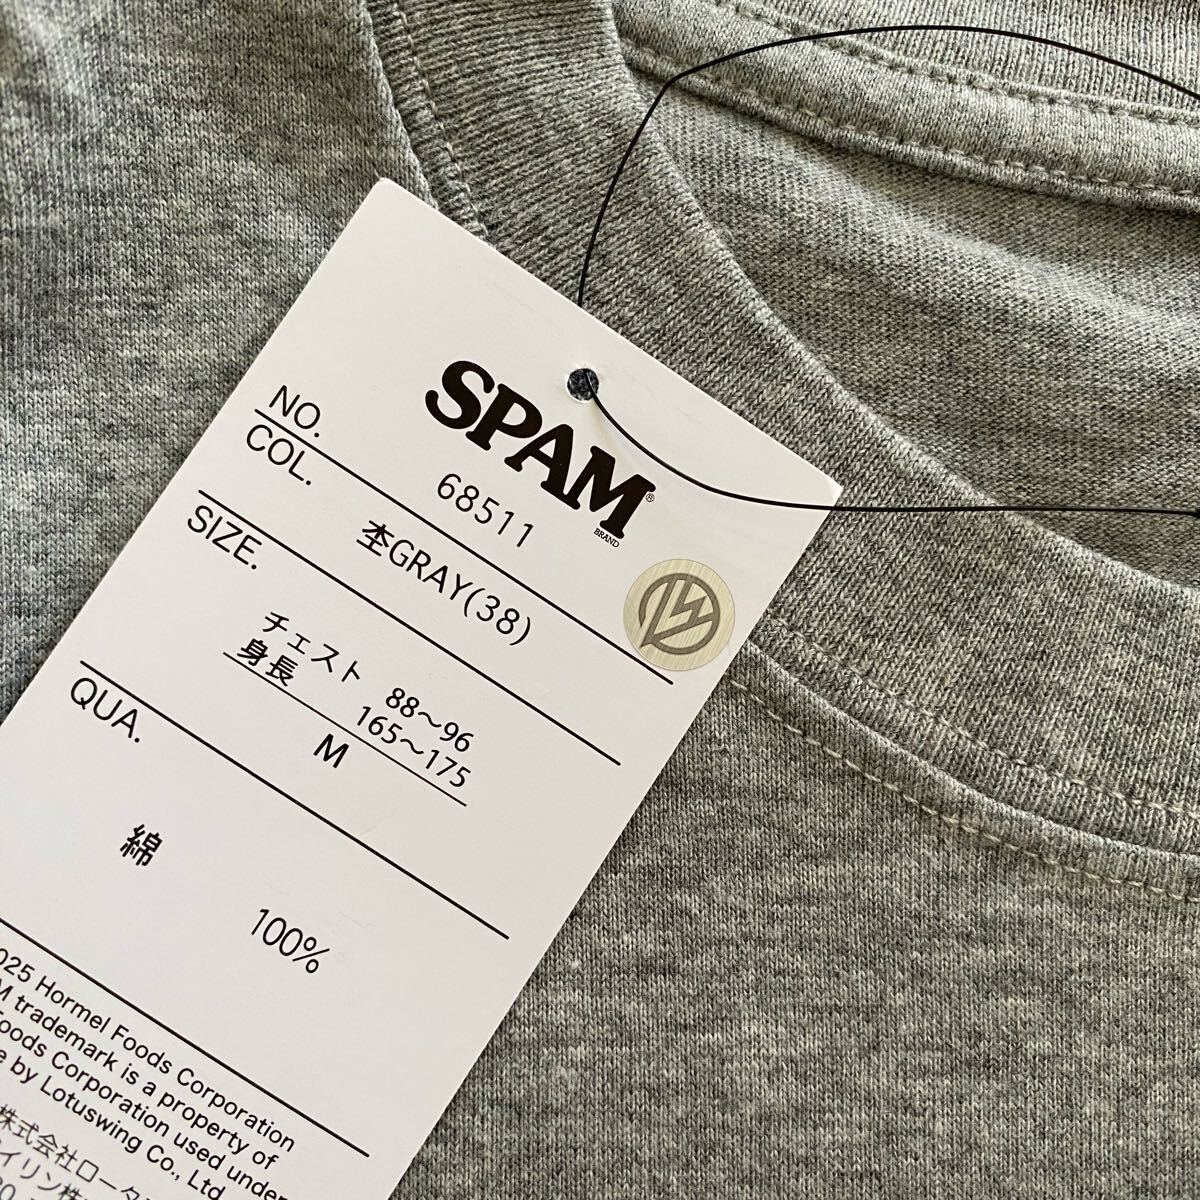 SPAM®
BRAND
NO. 68511
COL. 杢GRAY(38)
SIZE.
チェスト 88〜96
身長 165〜175
M
QUA.
綿 100%
025 Hormel Foods Corporation
M trademark is a property of
Foods Corporation used under
e by Lotuswing Co., Ltd.
株式会社ロータ
イリン株